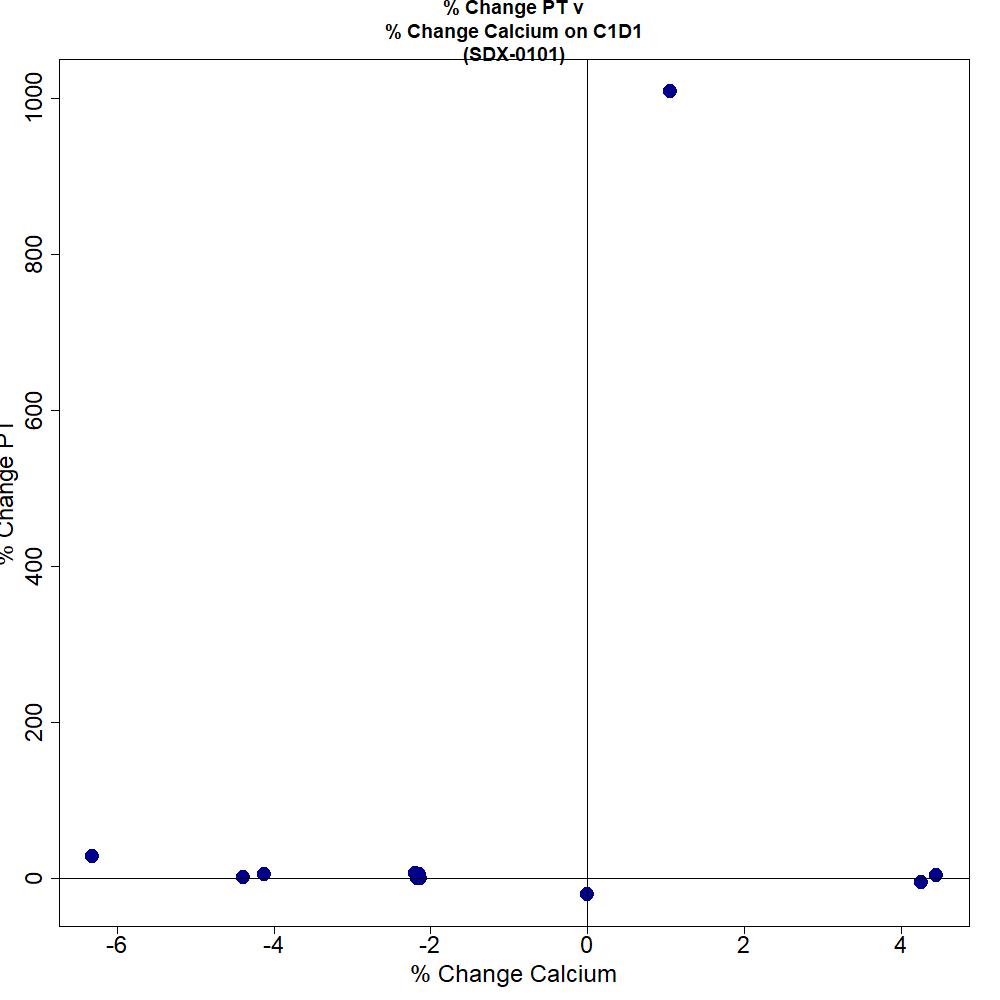 % Change PT v
% Change Calcium on C1D1
(SDX-0101)
% Change PT
1000
800
600
400
200
0
-6
-4
-2
0
2
4
% Change Calcium